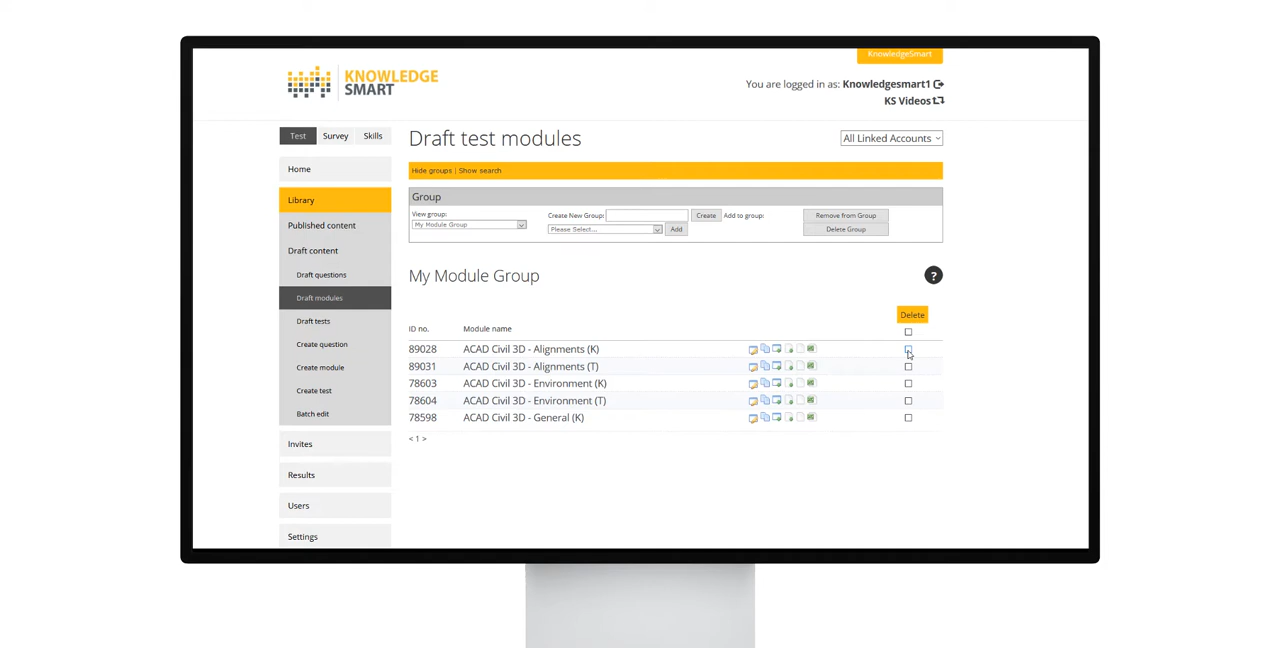 KnowledgeSmart
KNOWLEDGE
SMART
You are logged in as: Knowledgesmart1
KS Videos
Test Survey Skills
Draft test modules
All Linked Accounts
Home
Library
Published content
Draft content
Draft questions
Draft modules
Draft tests
Create question
Create module
Create test
Batch edit
Invites
Results
Users
Settings
Hide groups | Show search
Group
View group:
My Module Group
Create New Group: Create Add to group:
Please Select... Add
Remove from Group
Delete Group
My Module Group
?
Delete
ID no. Module name
89028 ACAD Civil 3D - Alignments (K)
89031 ACAD Civil 3D - Alignments (T)
78603 ACAD Civil 3D - Environment (K)
78604 ACAD Civil 3D - Environment (T)
78598 ACAD Civil 3D - General (K)
< 1 >